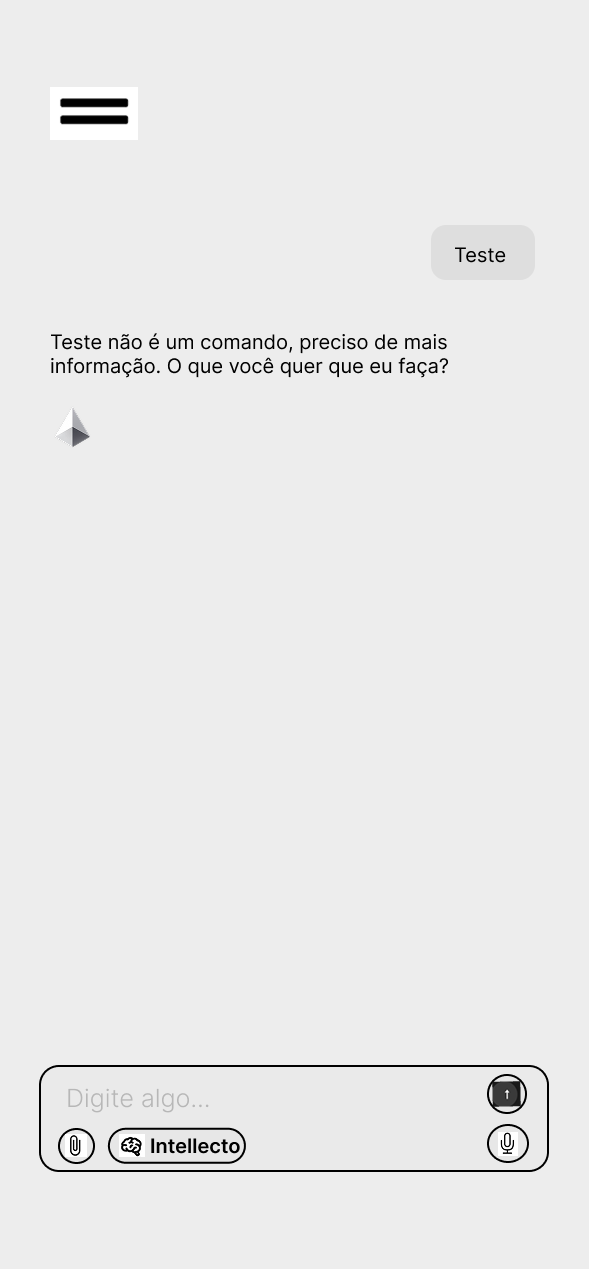 Teste
Teste não é um comando, preciso de mais
informação. O que você quer que eu faça?
Digite algo...
Intellecto